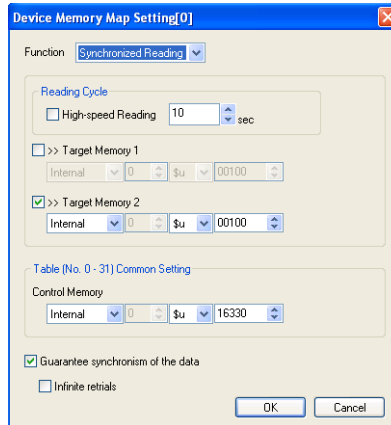 Device Memory Map Setting[0]
Function Synchronized Reading
Reading Cycle
High-speed Reading 10 sec
>> Target Memory 1
Internal 0 $u 00100
>> Target Memory 2
Internal 0 $u 00100
Table (No. 0 - 31) Common Setting
Control Memory
Internal 0 $u 16330
Guarantee synchronism of the data
Infinite retrials
OK Cancel